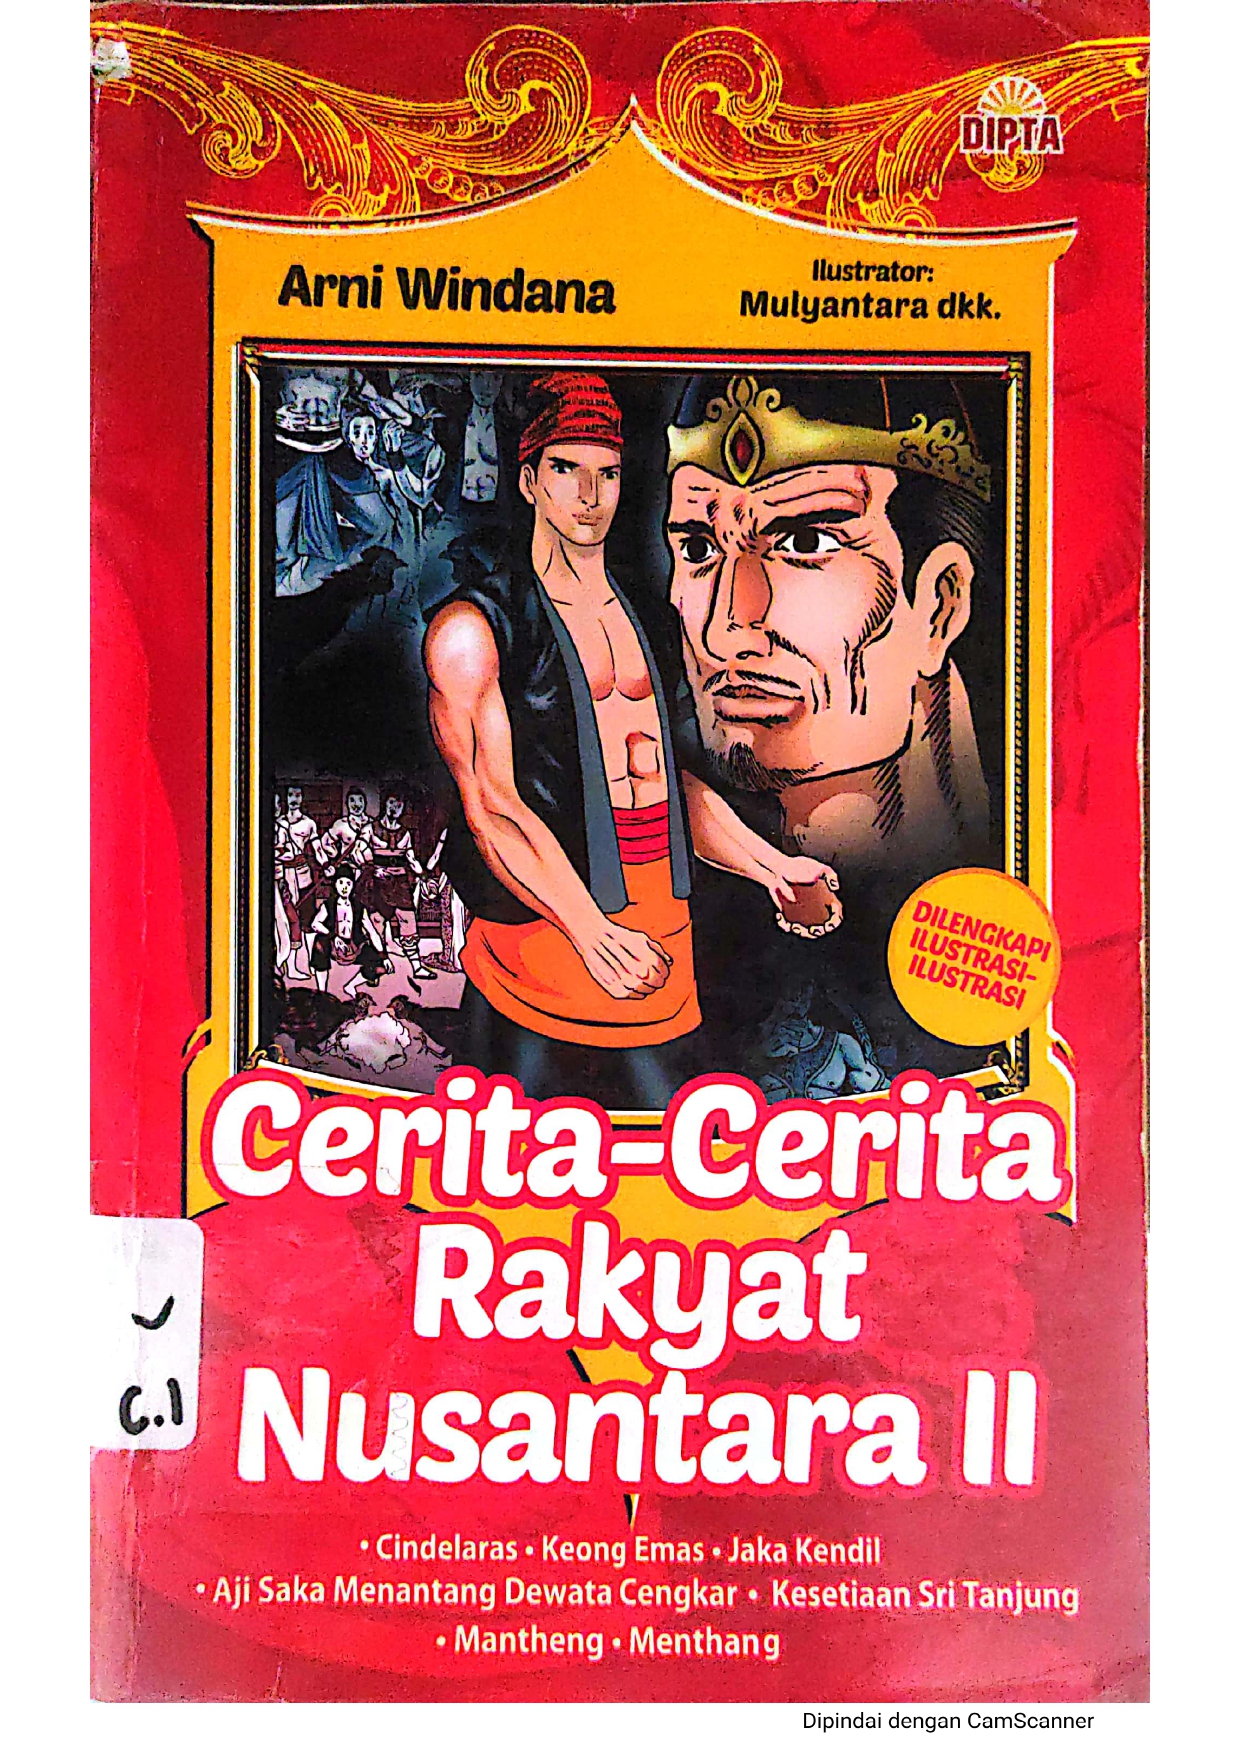 DIPTA
Arni Windana
Ilustrator:
Mulyantara dkk.
DILENGKAPI
ILUSTRASI-
ILUSTRASI
Cerita-Cerita
Rakyat
Nusantara II
C.1
• Cindelaras • Keong Emas • Jaka Kendil
• Aji Saka Menantang Dewata Cengkar • Kesetiaan Sri Tanjung
• Mantheng • Menthang
Dipindai dengan CamScanner